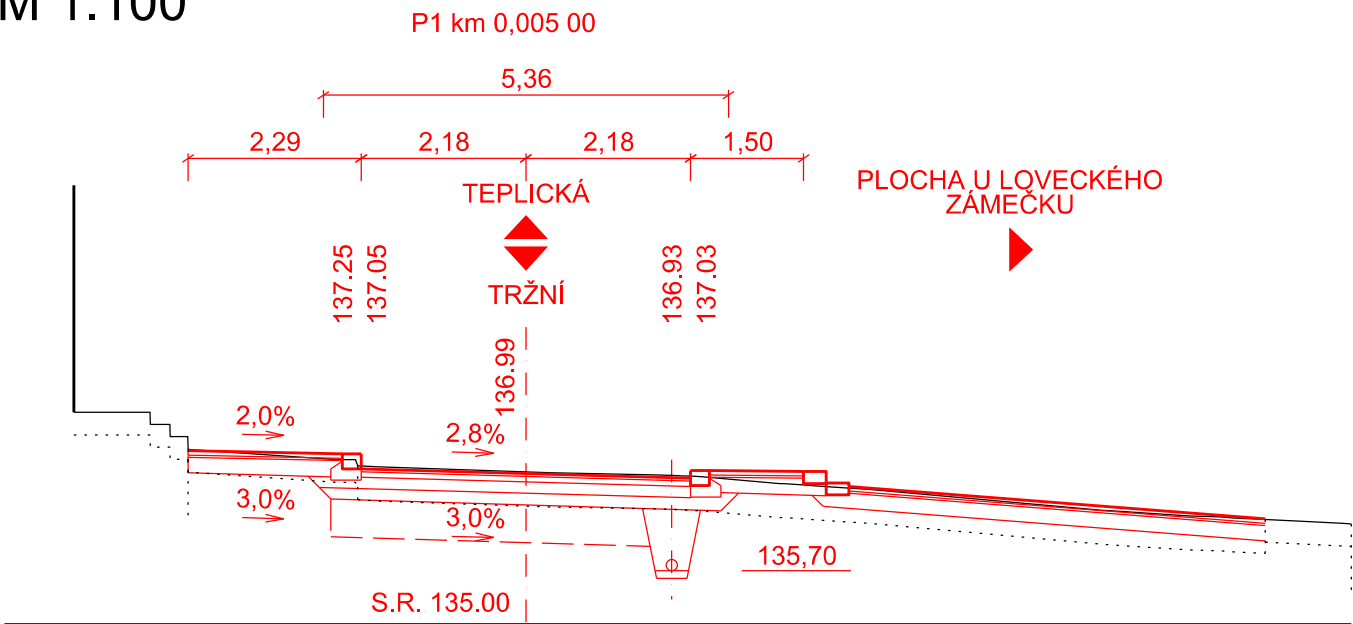 M 1:100
P1 km 0,005 00
5,36
2,29 2,18 2,18 1,50
TEPLICKÁ
PLOCHA U LOVECKÉHO
ZÁMEČKU
137.25
137.05
136.93
137.03
TRŽNÍ
136.99
2,0%
2,8%
3,0%
3,0%
135,70
S.R. 135.00